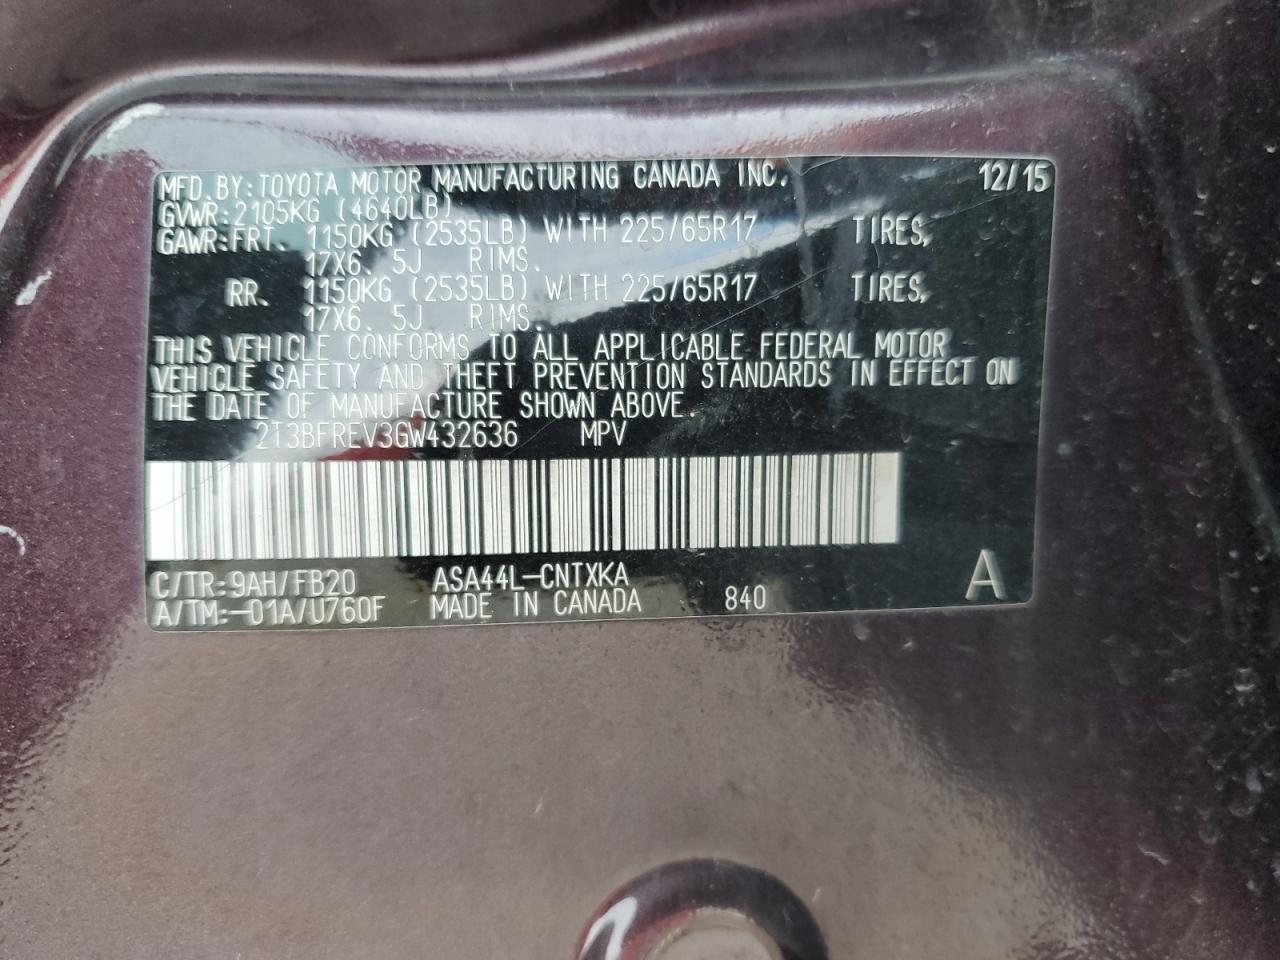 MFD. BY: TOYOTA MOTOR MANUFACTURING CANADA INC. 12/15
GVWR: 2105KG (4640LB)
GAWR: FRT. 1150KG (2535LB) WITH 225/65R17 TIRES,
17X6. 5J RIMS.
RR. 1150KG (2535LB) WITH 225/65R17 TIRES,
17X6. 5J RIMS.
THIS VEHICLE CONFORMS TO ALL APPLICABLE FEDERAL MOTOR
VEHICLE SAFETY AND THEFT PREVENTION STANDARDS IN EFFECT ON
THE DATE OF MANUFACTURE SHOWN ABOVE.
2T3BFREV3GW432636 MPV
C/TR: 9AH/FB20 ASA44L-CNTXKA A
A/TM:-01A/U760F MADE IN CANADA 840